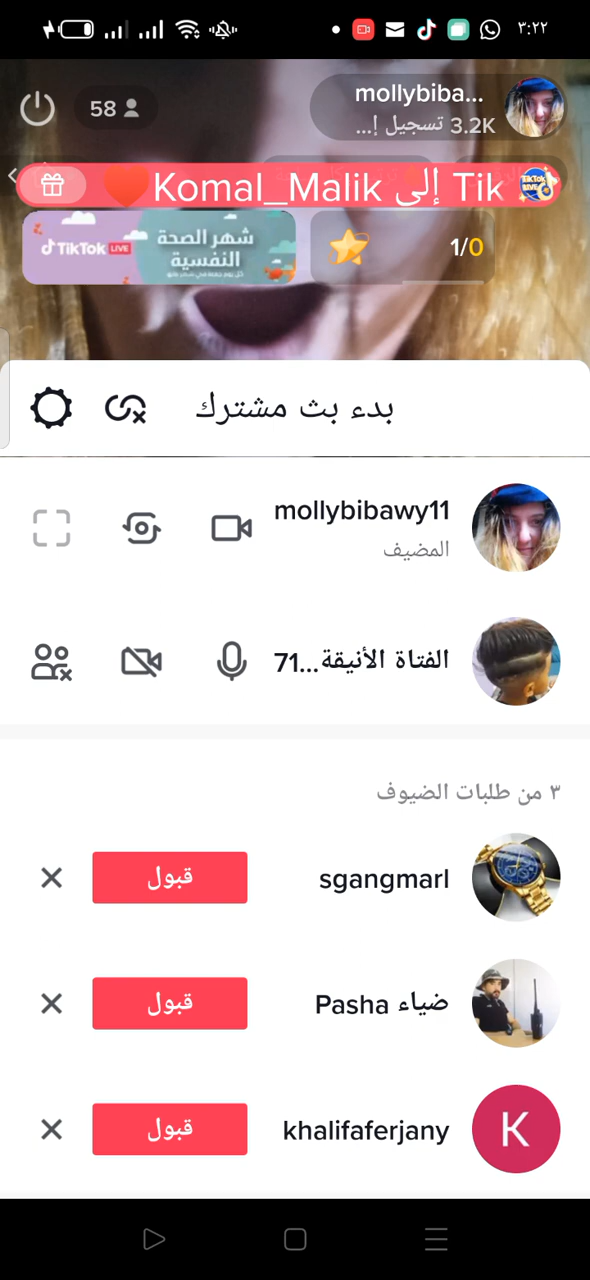 ٣:٢٢
mollybiba...
3.2K تسجيل إ...
58
Komal_Malik إلى Tik
TikTok LIVE
شهر الصحة
النفسية
1/0
بدء بث مشترك
mollybibawy11
المضيف
الفتاة الأنيقة...71
٣ من طلبات الضيوف
sgangmarl
قبول
ضياء Pasha
قبول
khalifaferjany
قبول
K